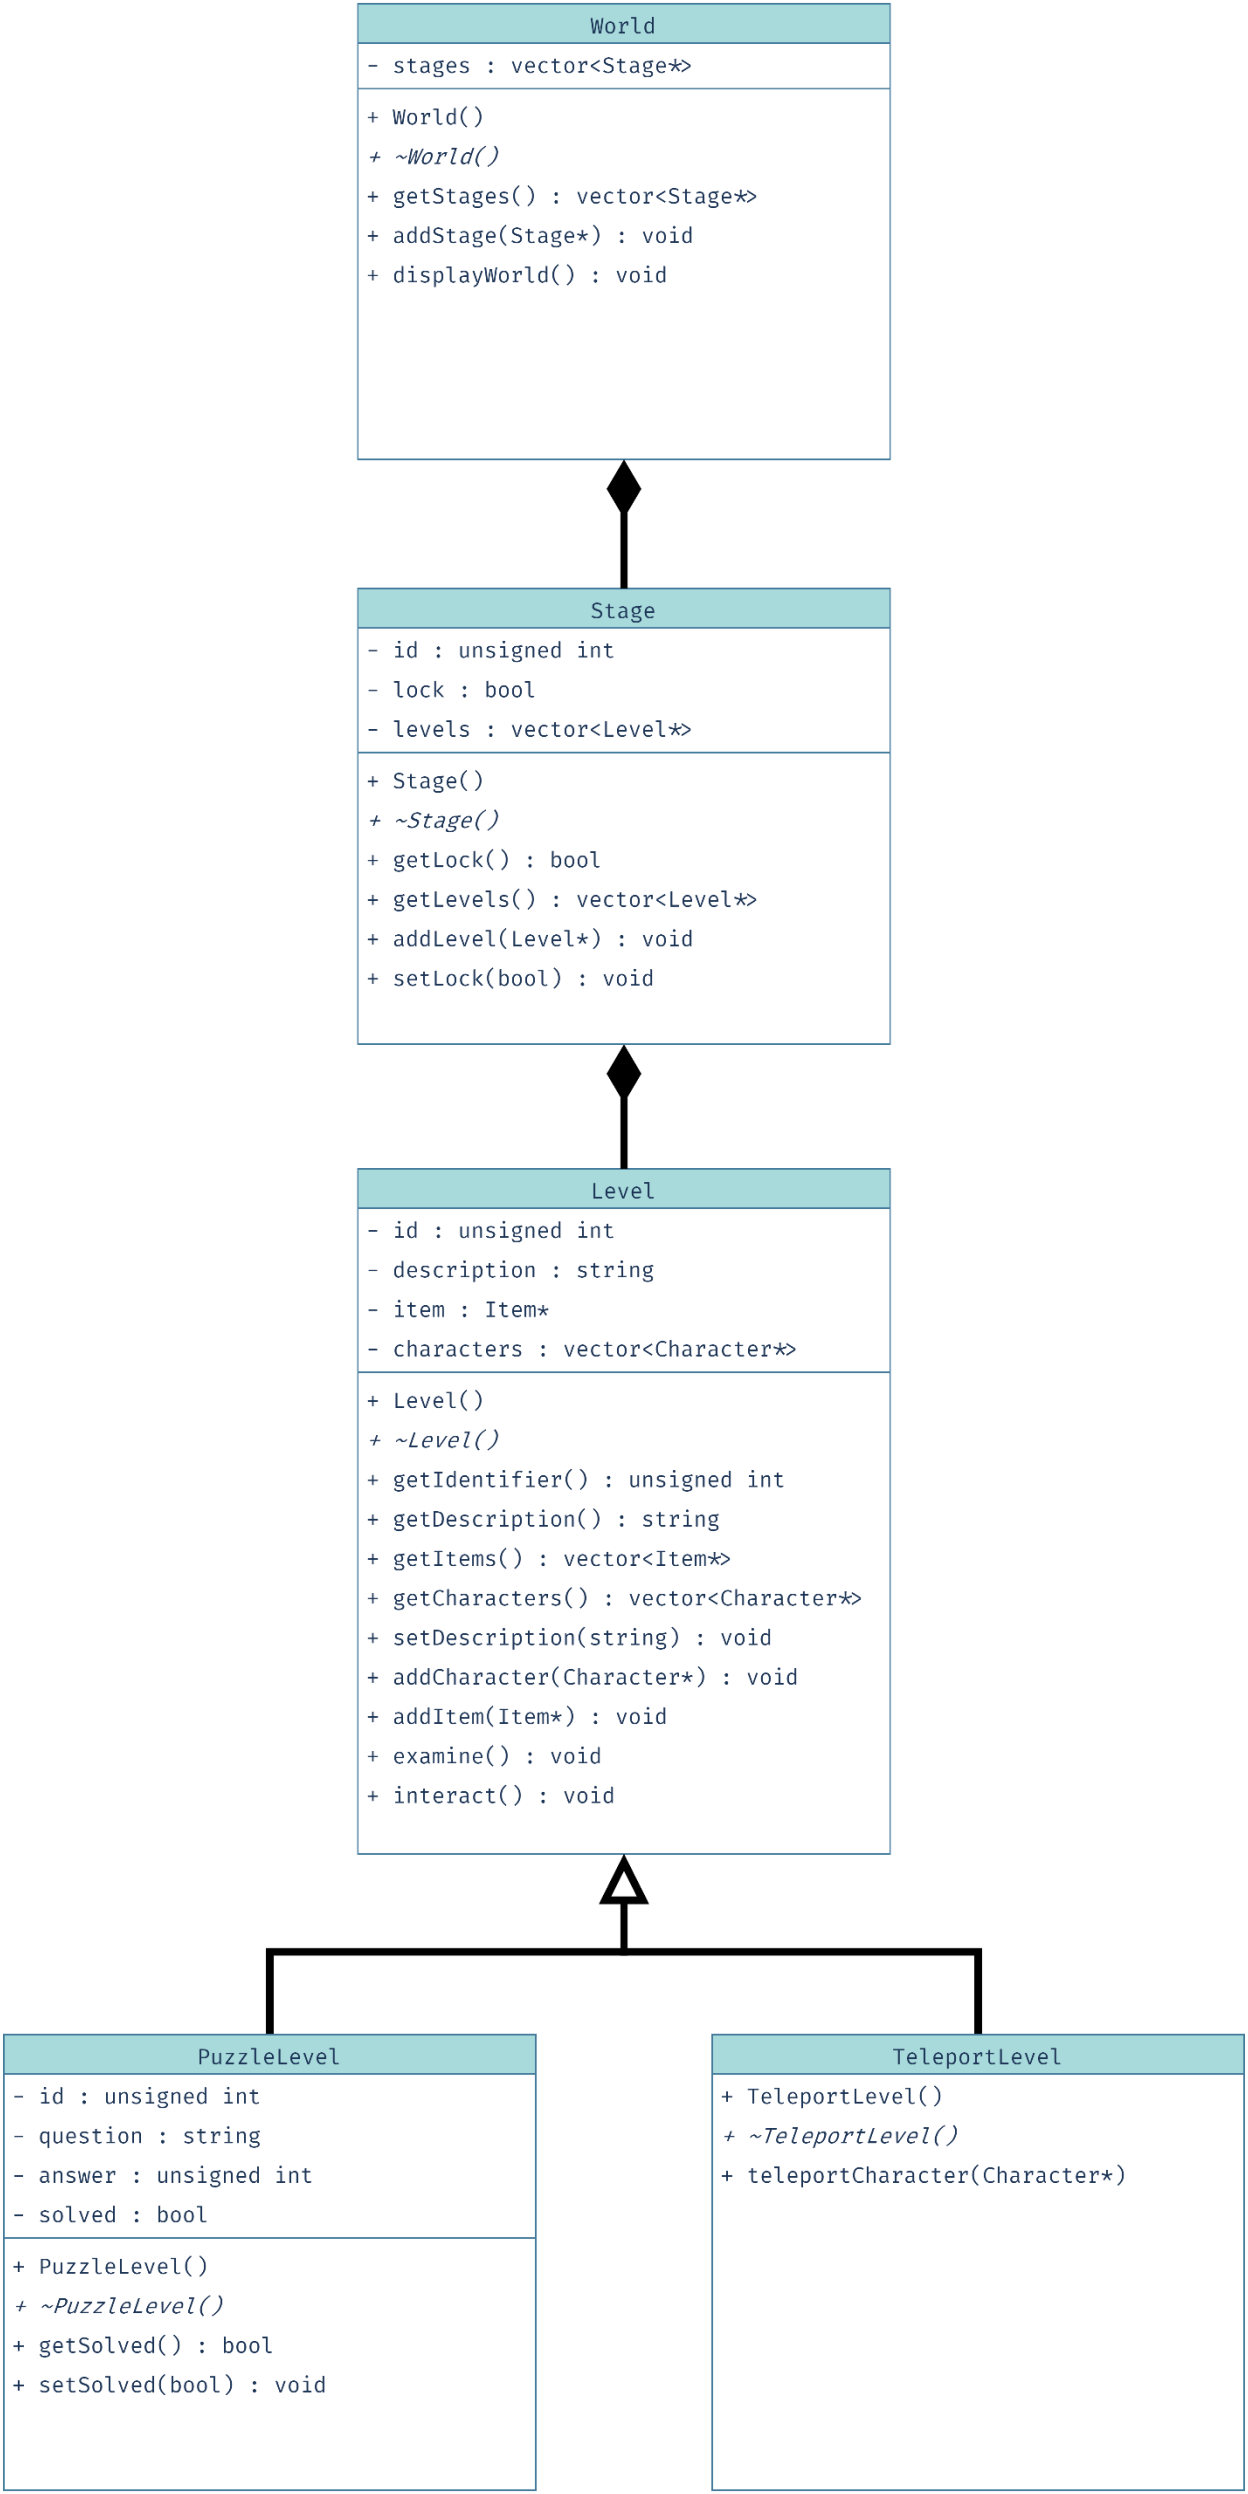 World
- stages : vector<Stage*>
+ World()
+ ~World()
+ getStages() : vector<Stage*>
+ addStage(Stage*) : void
+ displayWorld() : void
Stage
- id : unsigned int
- lock : bool
- levels : vector<Level*>
+ Stage()
+ ~Stage()
+ getLock() : bool
+ getLevels() : vector<Level*>
+ addLevel(Level*) : void
+ setLock(bool) : void
Level
- id : unsigned int
- description : string
- item : Item*
- characters : vector<Character*>
+ Level()
+ ~Level()
+ getIdentifier() : unsigned int
+ getDescription() : string
+ getItems() : vector<Item*>
+ getCharacters() : vector<Character*>
+ setDescription(string) : void
+ addCharacter(Character*) : void
+ addItem(Item*) : void
+ examine() : void
+ interact() : void
PuzzleLevel
- id : unsigned int
- question : string
- answer : unsigned int
- solved : bool
+ PuzzleLevel()
+ ~PuzzleLevel()
+ getSolved() : bool
+ setSolved(bool) : void
TeleportLevel
+ TeleportLevel()
+ ~TeleportLevel()
+ teleportCharacter(Character*)